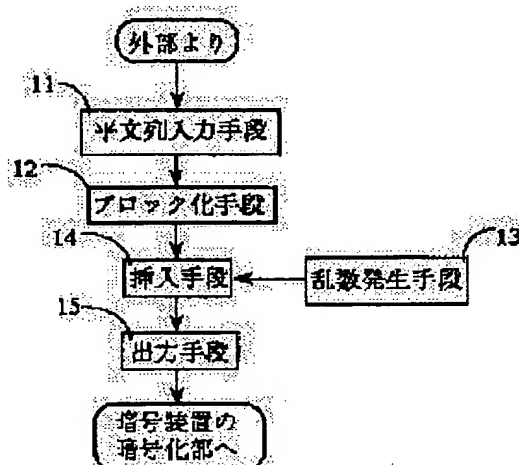 外部より
11
平文列入力手段
12
ブロック化手段
14
挿入手段
13
乱数発生手段
15
出力手段
暗号装置の
暗号化部へ